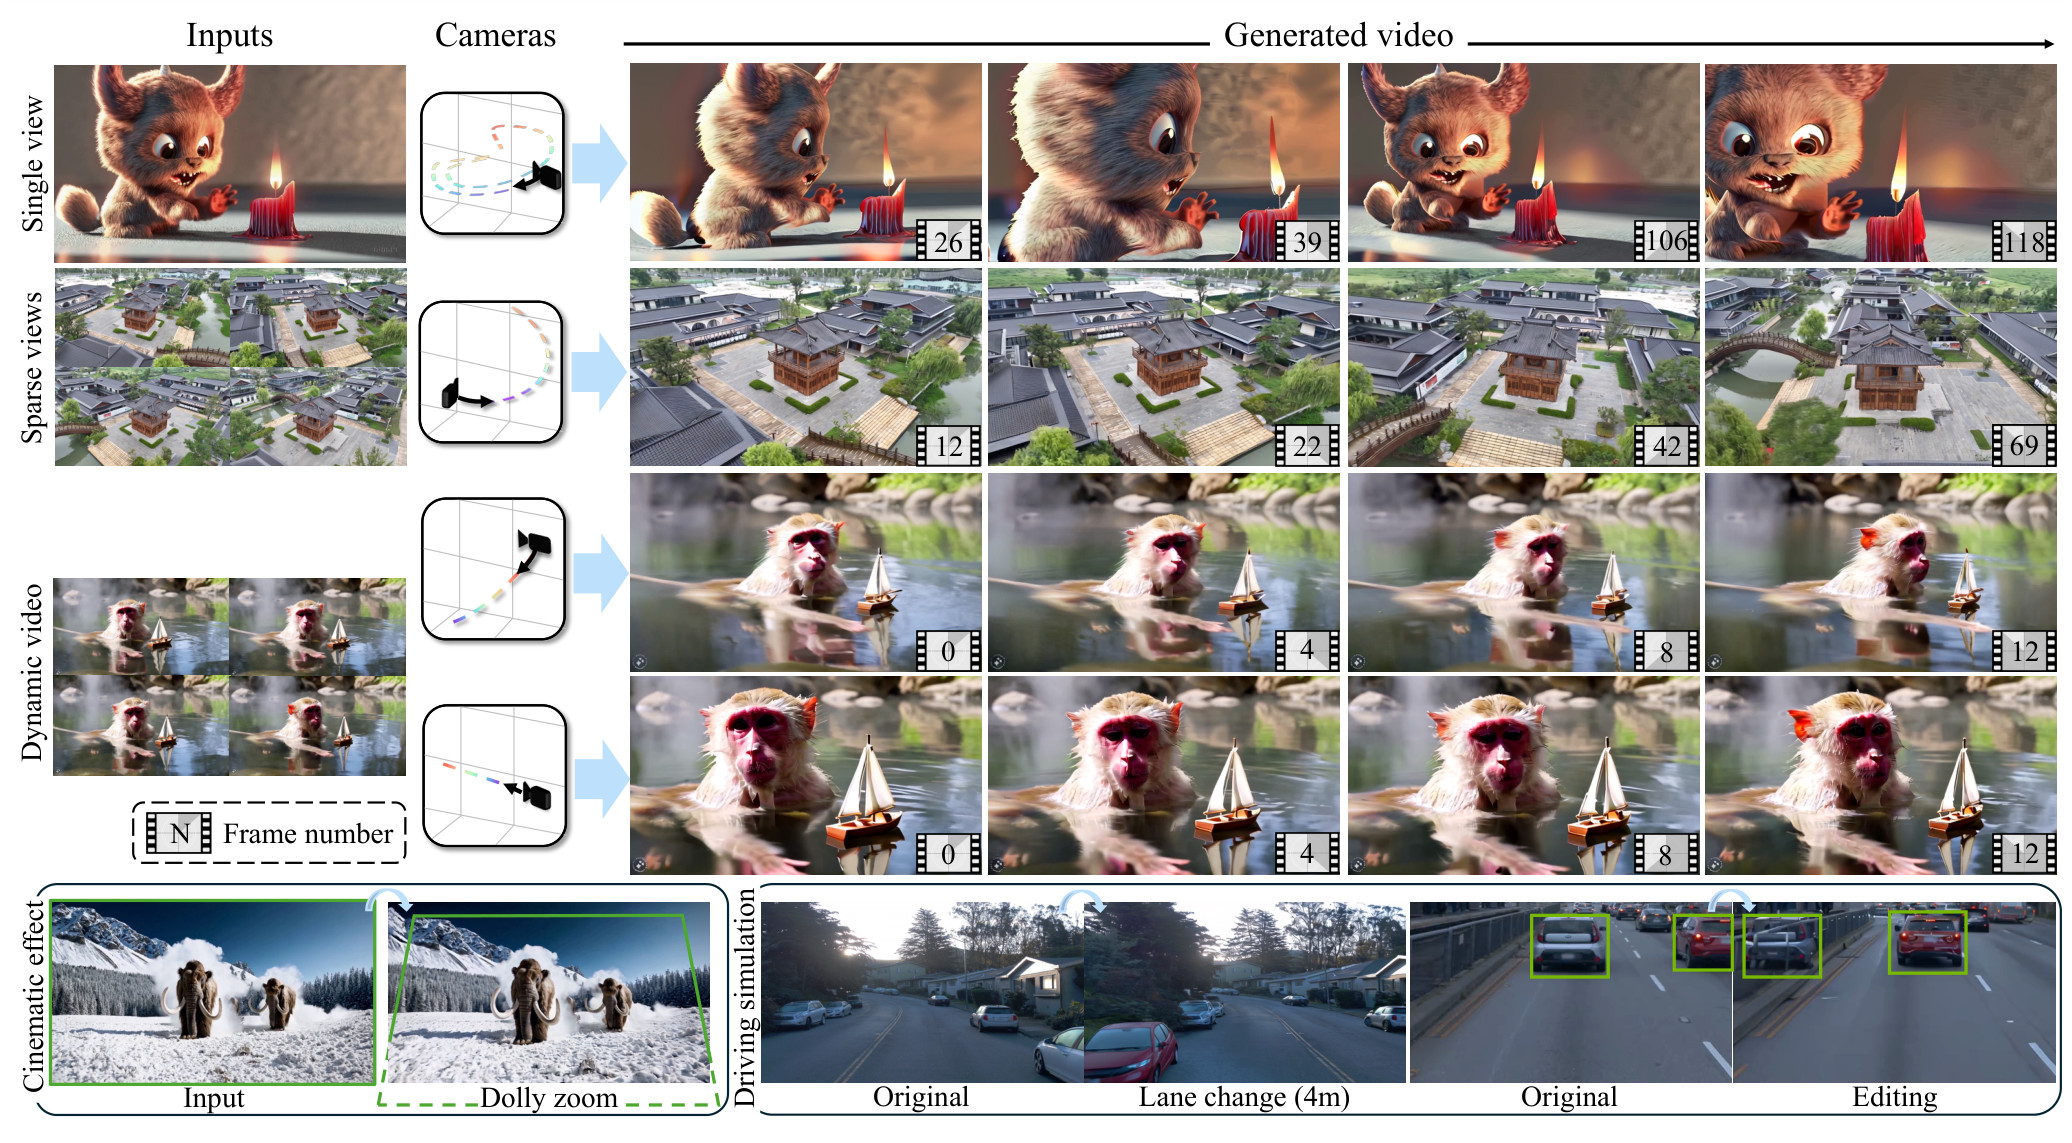 Inputs
Cameras
Generated video
Single view
26
39
106
118
Sparse views
12
22
42
69
Dynamic video
0
4
8
12
0
4
8
12
N
Frame number
Cinematic effect
Input
Dolly zoom
Driving simulation
Original
Lane change (4m)
Original
Editing